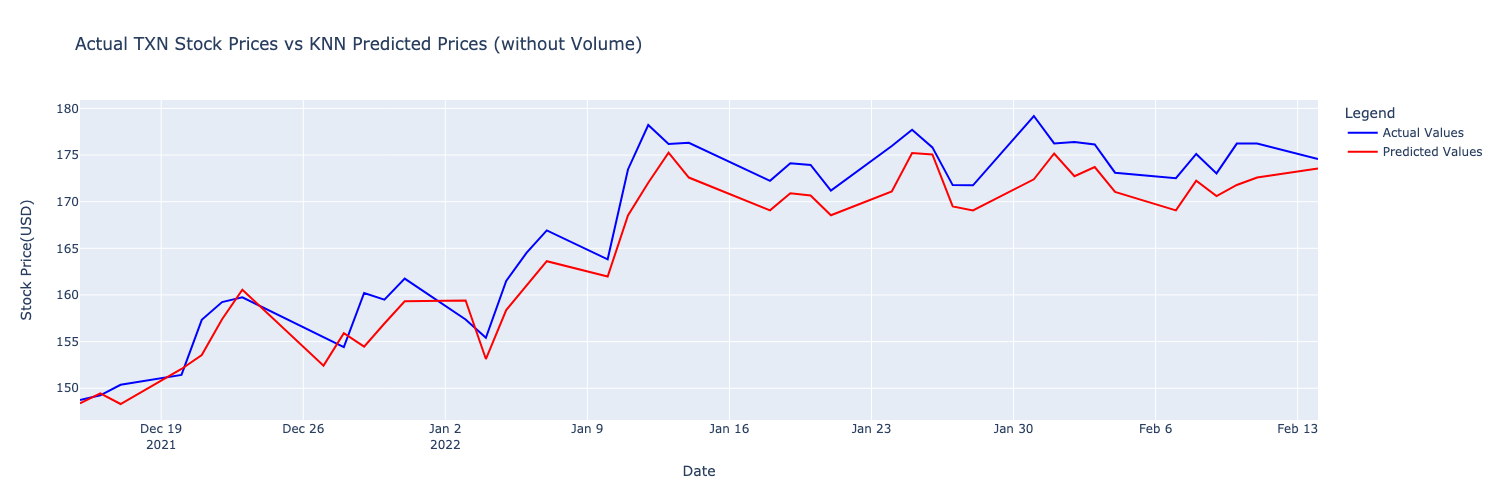 Actual TXN Stock Prices vs KNN Predicted Prices (without Volume)
Legend
Actual Values
Predicted Values
Stock Price(USD)
180
175
170
165
160
155
150
Dec 19
2021
Dec 26
Jan 2
2022
Jan 9
Jan 16
Jan 23
Jan 30
Feb 6
Feb 13
Date